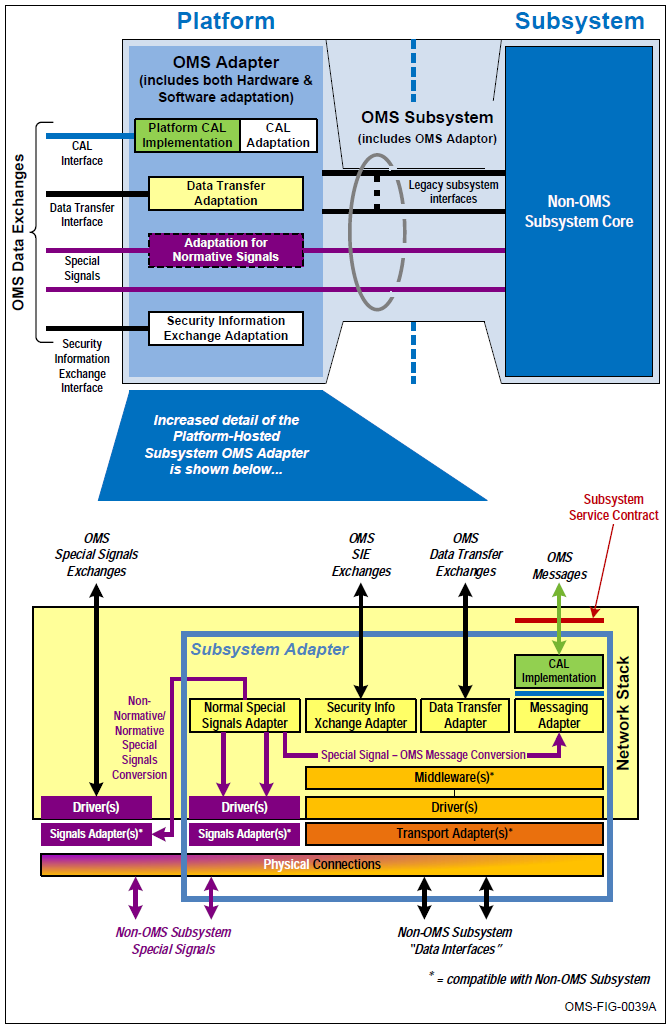 Platform
Subsystem
OMS Adapter
(includes both Hardware &
Software adaptation)
OMS Subsystem
(includes OMS Adaptor)
Non-OMS
Subsystem Core
OMS Data Exchanges
CAL
Interface
Platform CAL
Implementation
CAL
Adaptation
Data Transfer
Interface
Data Transfer
Adaptation
Legacy subsystem
interfaces
Special
Signals
Adaptation for
Normative Signals
Security
Information
Exchange
Interface
Security Information
Exchange Adaptation
Increased detail of the
Platform-Hosted
Subsystem OMS Adapter
is shown below...
Subsystem
Service Contract
OMS
Special Signals
Exchanges
OMS
SIE
Exchanges
OMS
Data Transfer
Exchanges
OMS
Messages
Subsystem Adapter
Network Stack
CAL
Implementation
Non-
Normative/
Normative
Special
Signals
Conversion
Normal Special
Signals Adapter
Security Info
Xchange Adapter
Data Transfer
Adapter
Messaging
Adapter
Special Signal – OMS Message Conversion
Middleware(s)*
Driver(s)
Driver(s)
Driver(s)
Signals Adapter(s)*
Signals Adapter(s)*
Transport Adapter(s)*
Physical Connections
Non-OMS Subsystem
Special Signals
Non-OMS Subsystem
"Data Interfaces”
* = compatible with Non-OMS Subsystem
OMS-FIG-0039A